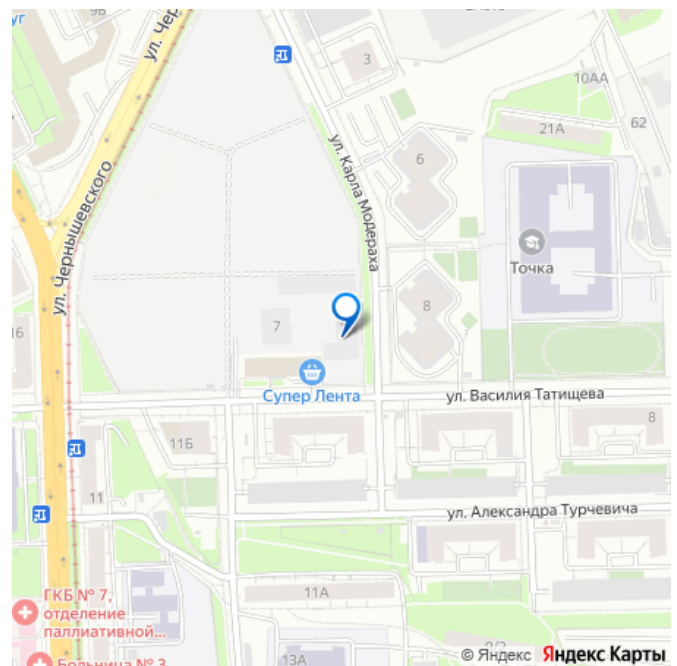 уг
9В
ул. Чер
3
10АА
62
21А
ул. Карла Модераха
6
ул. Чернышевского
Точка
8
7
16
Супер Лента
ул. Василия Татищева
8
11Б
11
ул. Александра Турчевича
11А
ГКБ № 7,
отделение
паллиативной...
13А
Больница № 3
© Яндекс Яндекс Карты